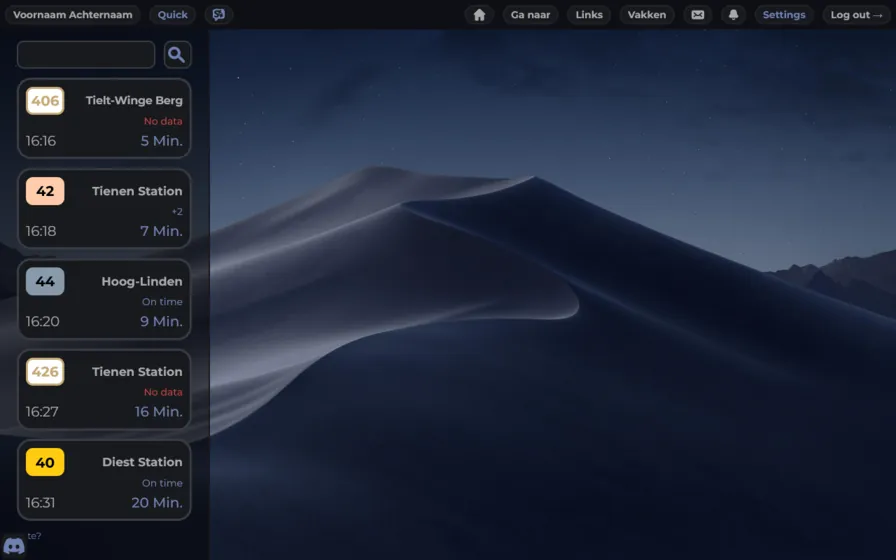 Voornaam Achternaam Quick Ga naar Links Vakken Settings Log out →
406 Tielt-Winge Berg
No data
16:16 5 Min.
42 Tienen Station
+2
16:18 7 Min.
44 Hoog-Linden
On time
16:20 9 Min.
426 Tienen Station
No data
16:27 16 Min.
40 Diest Station
On time
16:31 20 Min.
te?